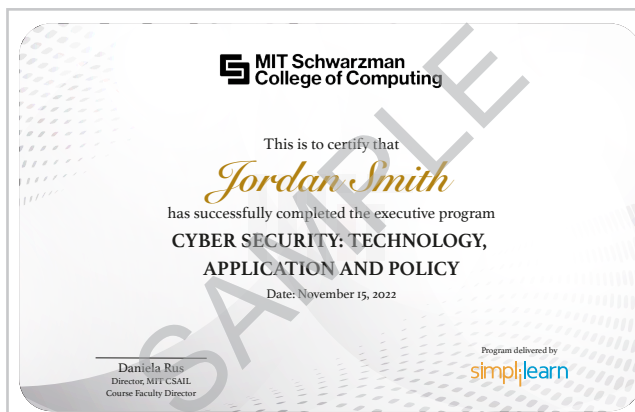 MIT Schwarzman
College of Computing
This is to certify that
Jordan Smith
has successfully completed the executive program
CYBER SECURITY: TECHNOLOGY,
APPLICATION AND POLICY
Date: November 15, 2022
SAMPLE
Daniela Rus
Director, MIT CSAIL
Course Faculty Director
Program delivered by
simplilearn